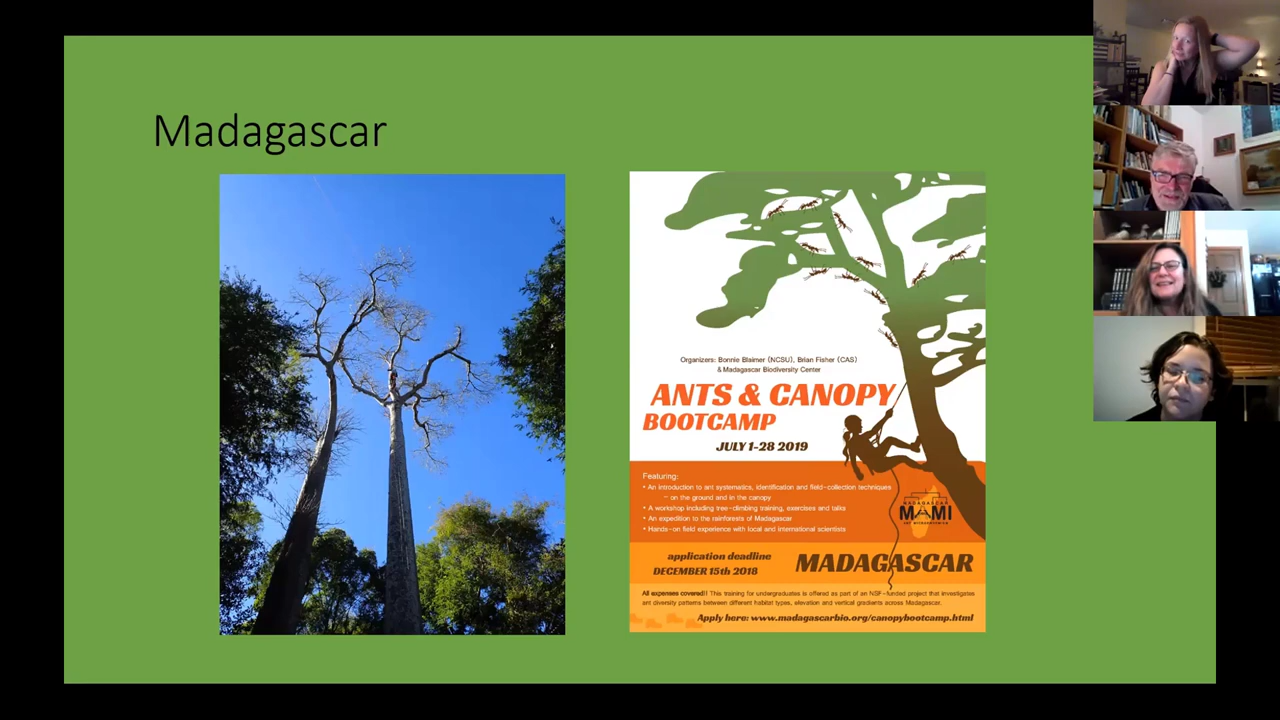 Madagascar
Organizers: Bonnie Blaimer (NCSU), Brian Fisher (CAS)
& Madagascar Biodiversity Center
ANTS & CANOPY
BOOTCAMP
JULY 1-28 2019
Featuring:
• An introduction to ant systematics, identification and field-collection techniques
– on the ground and in the canopy
• A workshop including tree-climbing training, exercises and talks
• An expedition to the rainforests of Madagascar
• Hands-on field experience with local and international scientists
MADAGASCAR
MAMI
application deadline
DECEMBER 15th 2018
MADAGASCAR
All expenses covered!! This training for undergraduates is offered as part of an NSF-funded project that investigates
ant diversity patterns between different habitat types, elevation and vertical gradients across Madagascar.
Apply here: www.madagascarbio.org/canopybootcamp.html